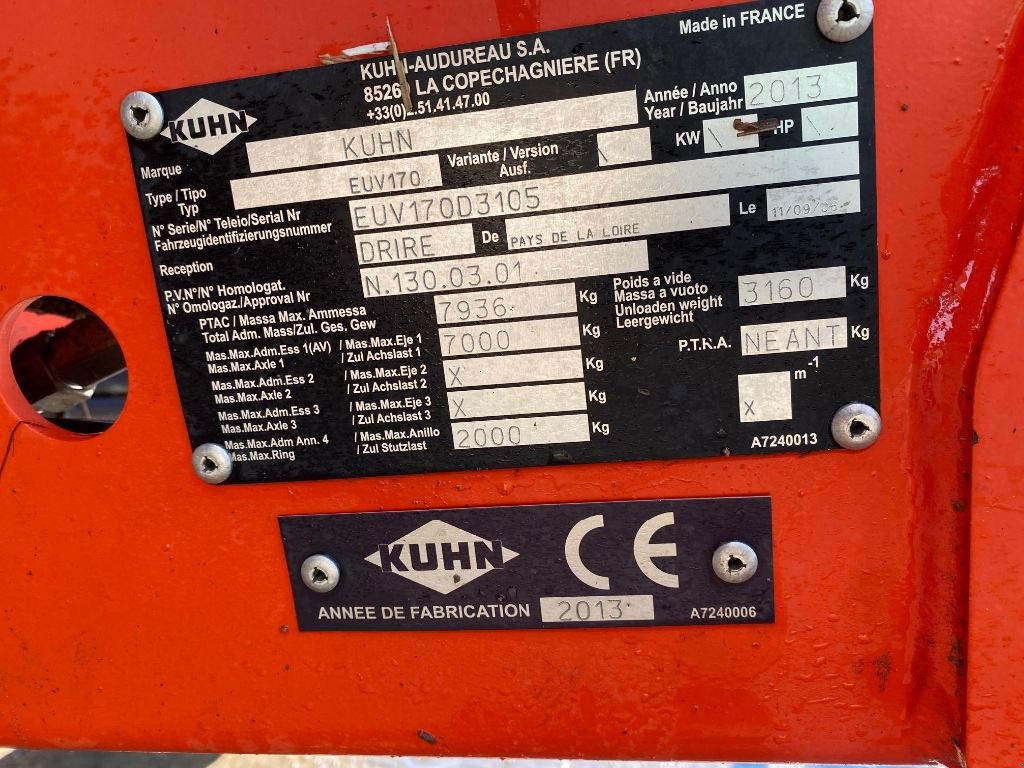 Made in FRANCE
KUHN-AUDUREAU S.A.
85260 LA COPECHAGNIERE (FR)
+33(0)2.51.41.47.00
KUHN
Marque KUHN
Année / Anno
Year / Baujahr 2013
Type / Tipo
Typ EUV170 Variante / Version
Ausf. \ KW \ HP \
N° Serie/N° Teleio/Serial Nr
Fahrzeugidentifizierungsnummer EUV170D3105
Reception DRIRE De PAYS DE LA LOIRE Le 11/09/
P.V.N°/N° Homologat.
N° Omologaz./Approval Nr N.130.03.01
PTAC / Massa Max. Ammessa
Total Adm. Mass/Zul. Ges. Gew 7936 Kg
Poids a vide
Massa a vuoto
Unloaden weight
Leergewicht 3160 Kg
Mas.Max.Adm.Ess 1(AV) / Mas.Max.Eje 1
Mas.Max.Axle 1 / Zul Achslast 1 7000 Kg
P.T.R.A. NEANT Kg
Mas.Max.Adm.Ess 2 / Mas.Max.Eje 2
Mas.Max.Axle 2 / Zul Achslast 2 X Kg
Mas.Max.Adm.Ess 3 / Mas.Max.Eje 3
Mas.Max.Axle 3 / Zul Achslast 3 X Kg
X m-1
Mas.Max.Adm Ann. 4 / Mas.Max.Anillo
Mas.Max.Ring / Zul Stutzlast 2000 Kg
A7240013
KUHN CE
ANNEE DE FABRICATION 2013 A7240006